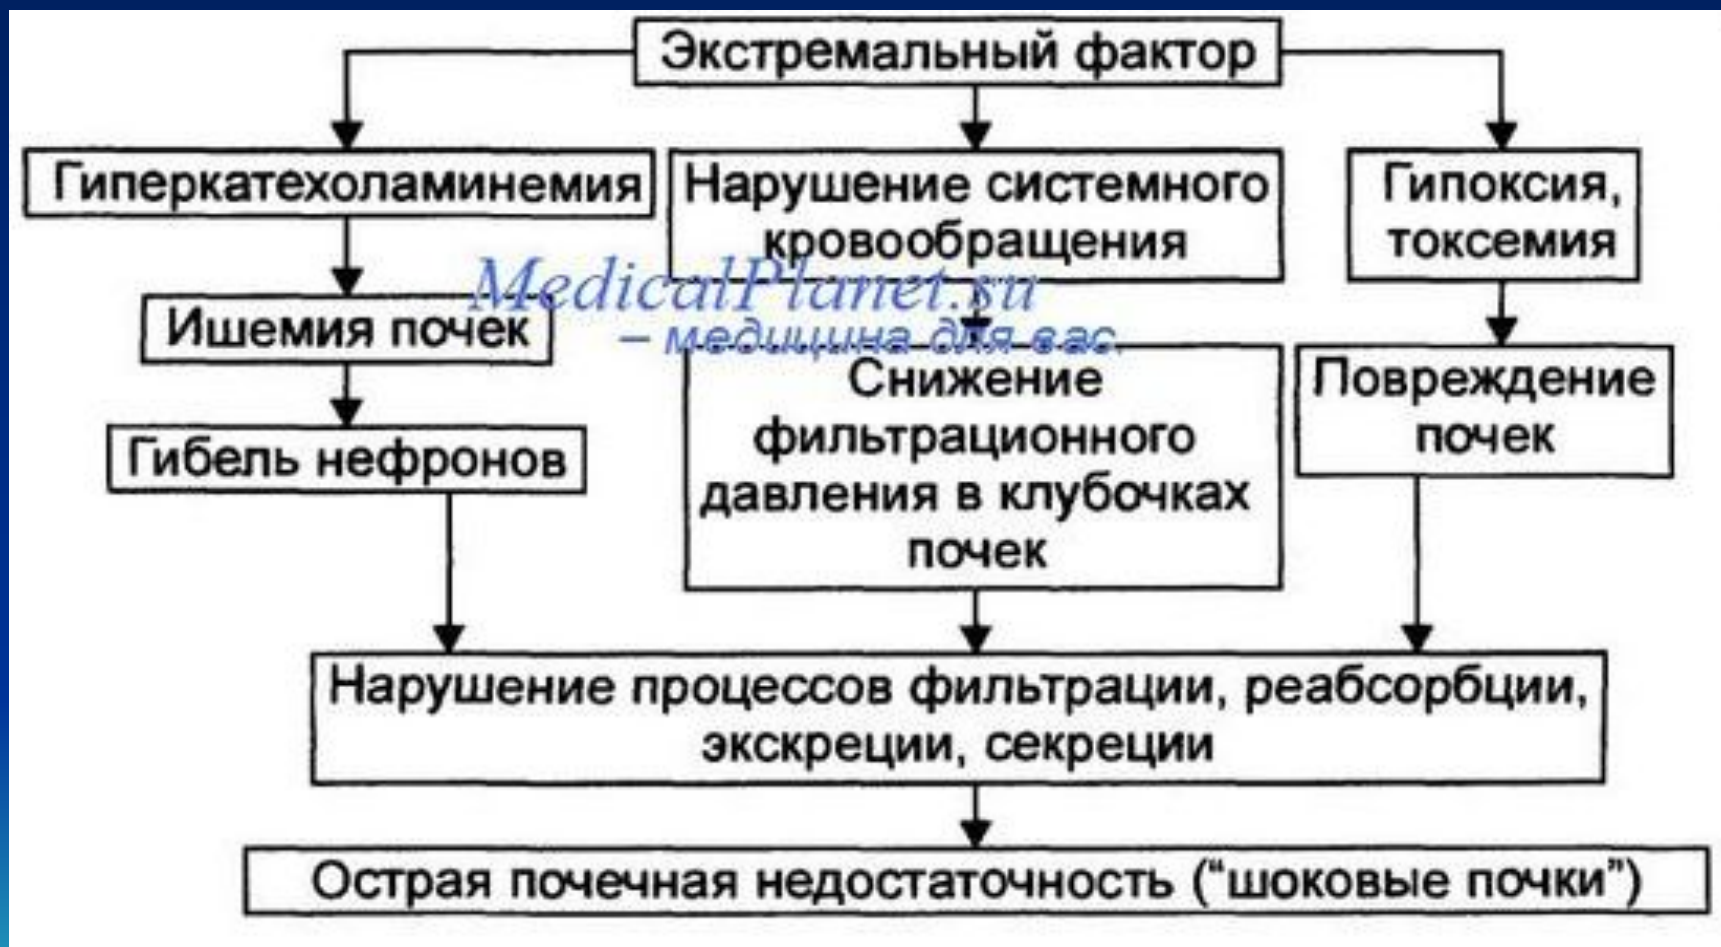 Экстремальный фактор
Гиперкатехоламинемия
Ишемия почек
Гибель нефронов
Нарушение системного
кровообращения
Снижение
фильтрационного
давления в клубочках
почек
Гипоксия,
токсемия
Повреждение
почек
MedicalPlanet.su
– медицина для вас.
Нарушение процессов фильтрации, реабсорбции,
экскреции, секреции
Острая почечная недостаточность (“шоковые почки”)